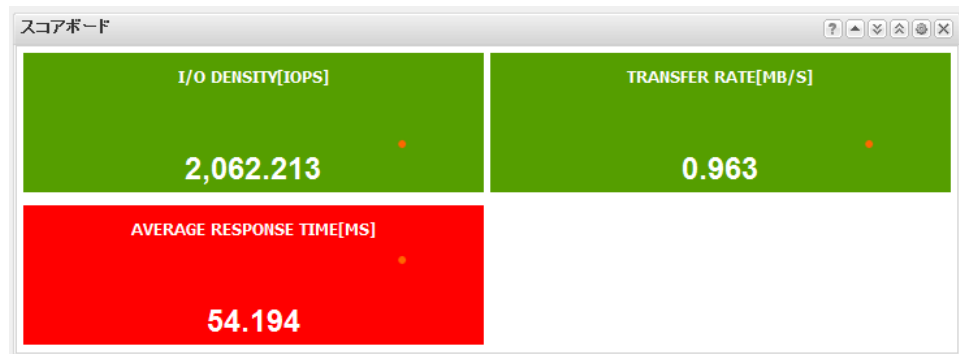 スコアボード
?
I/O DENSITY[IOPS]
TRANSFER RATE[MB/S]
2,062.213
0.963
AVERAGE RESPONSE TIME[MS]
54.194